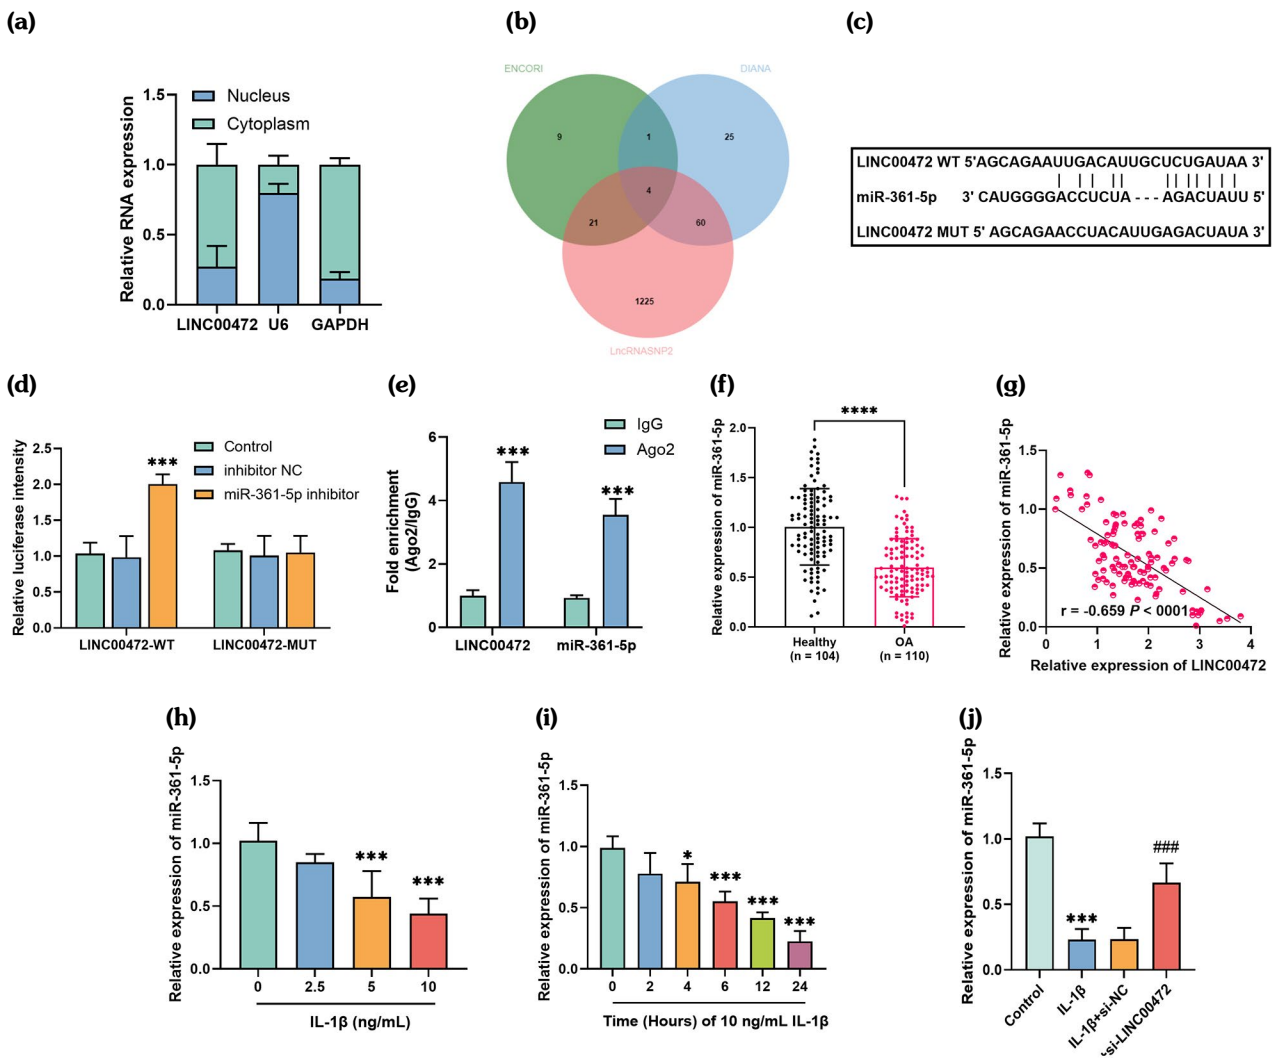 (a)
(b)
(c)
Nucleus
Cytoplasm
Relative RNA expression
1.5
1.0
0.5
0.0
LINC00472 U6 GAPDH
ENCORI
DIANA
9
1
25
4
21
60
1225
LncRNASNP2
LINC00472 WT 5'AGCAGAAUUGACAUUGCUCUGAUAA 3'
miR-361-5p 3' CAUGGGGACCUCUA - - - AGACUAUU 5'
LINC00472 MUT 5' AGCAGAACCUACAUUGAGACUAUA 3'
(d)
(e)
(f)
(g)
Relative luciferase intensity
2.5
2.0
1.5
1.0
0.5
0.0
Control
inhibitor NC
miR-361-5p inhibitor
***
LINC00472-WT LINC00472-MUT
Fold enrichment
(Ago2/IgG)
6
4
2
0
IgG
Ago2
***
***
LINC00472 miR-361-5p
Relative expression of miR-361-5p
2.0
1.5
1.0
0.5
0.0
****
Healthy
(n = 104)
OA
(n = 110)
Relative expression of miR-361-5p
1.5
1.0
0.5
0.0
r = -0.659 P < 0001
0 1 2 3 4
Relative expression of LINC00472
(h)
(i)
(j)
Relative expression of miR-361-5p
1.5
1.0
0.5
0.0
***
***
0 2.5 5 10
IL-1β (ng/mL)
Relative expression of miR-361-5p
1.5
1.0
0.5
0.0
*
***
***
***
0 2 4 6 12 24
Time (Hours) of 10 ng/mL IL-1β
Relative expression of miR-361-5p
1.5
1.0
0.5
0.0
***
###
Control
IL-1β
IL-1β+si-NC
si-LINC00472